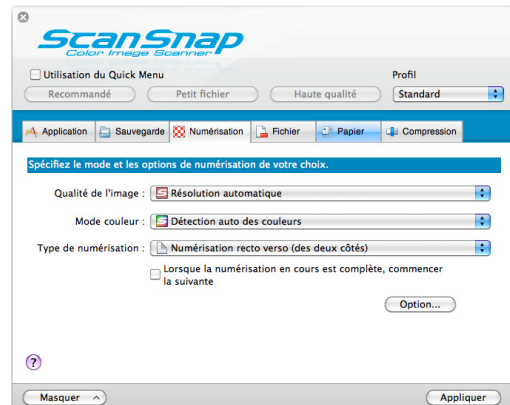 ScanSnap
Color Image Scanner
Utilisation du Quick Menu
Profil
Recommandé
Petit fichier
Haute qualité
Standard
Application
Sauvegarde
Numérisation
Fichier
Papier
Compression
Spécifiez le mode et les options de numérisation de votre choix.
Qualité de l'image :
Résolution automatique
Mode couleur :
Détection auto des couleurs
Type de numérisation :
Numérisation recto verso (des deux côtés)
Lorsque la numérisation en cours est complète, commencer
la suivante
Option...
?
Masquer
Appliquer